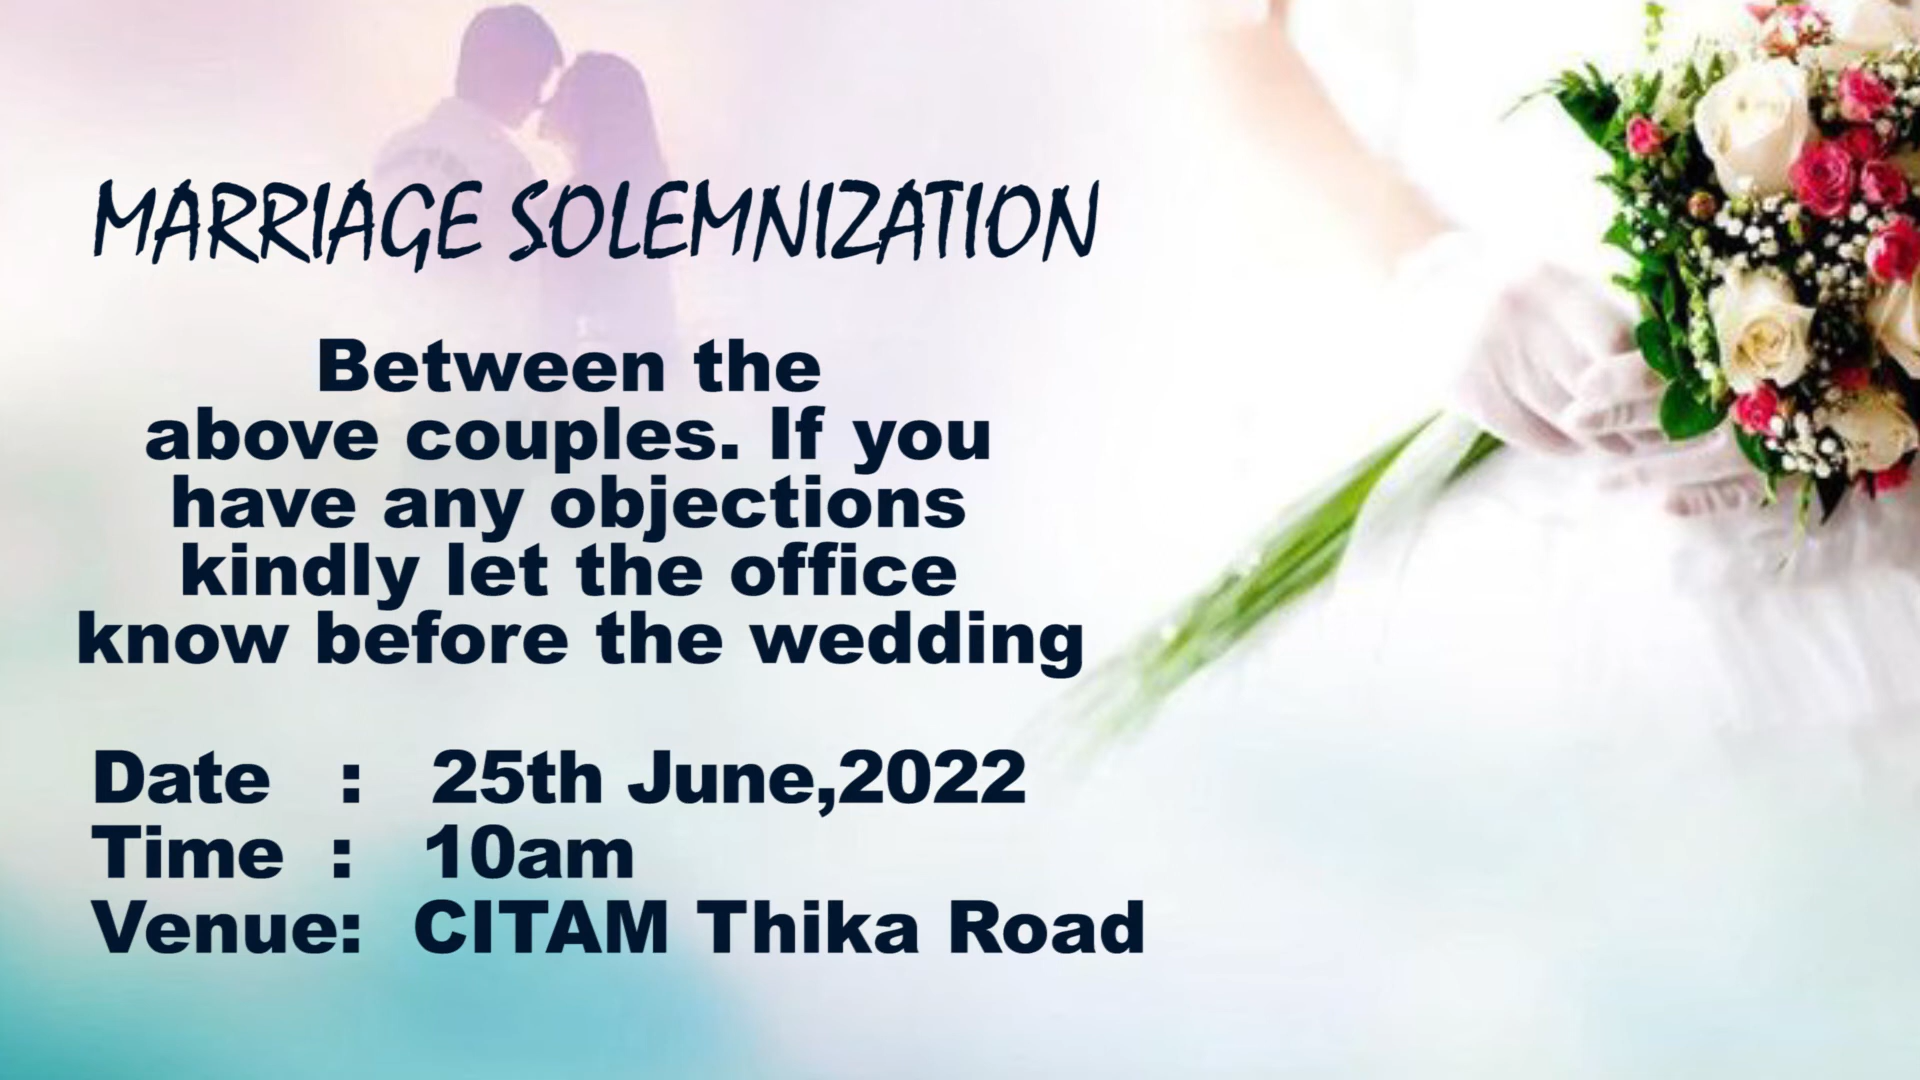 MARRIAGE SOLEMNIZATION
Between the
above couples. If you
have any objections
kindly let the office
know before the wedding
Date : 25th June,2022
Time : 10am
Venue: CITAM Thika Road